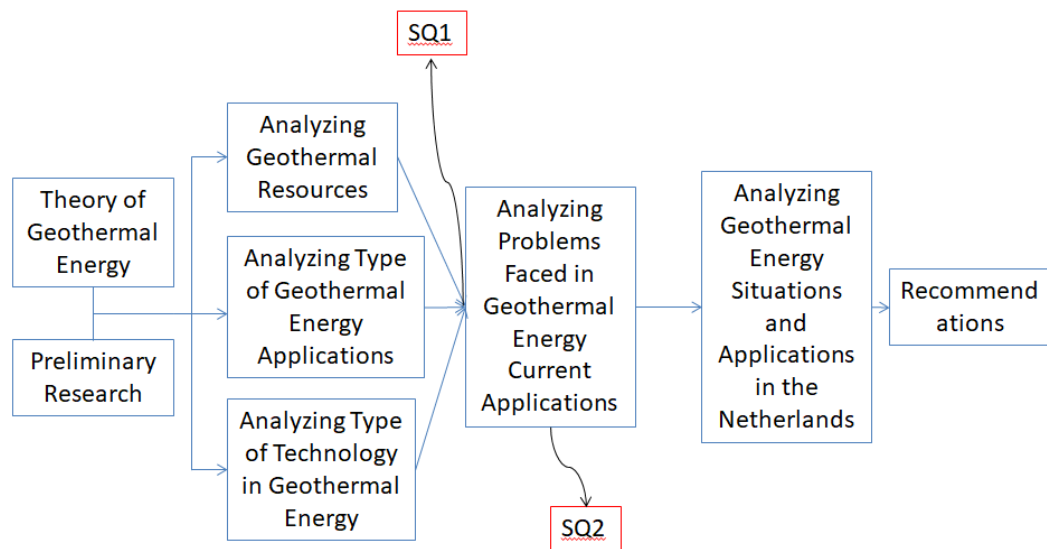 SQ1
Theory of
Geothermal
Energy
Preliminary
Research
Analyzing
Geothermal
Resources
Analyzing Type
of Geothermal
Energy
Applications
Analyzing Type
of Technology
in Geothermal
Energy
Analyzing
Problems
Faced in
Geothermal
Energy
Current
Applications
SQ2
Analyzing
Geothermal
Energy
Situations
and
Applications
in the
Netherlands
Recommend
ations